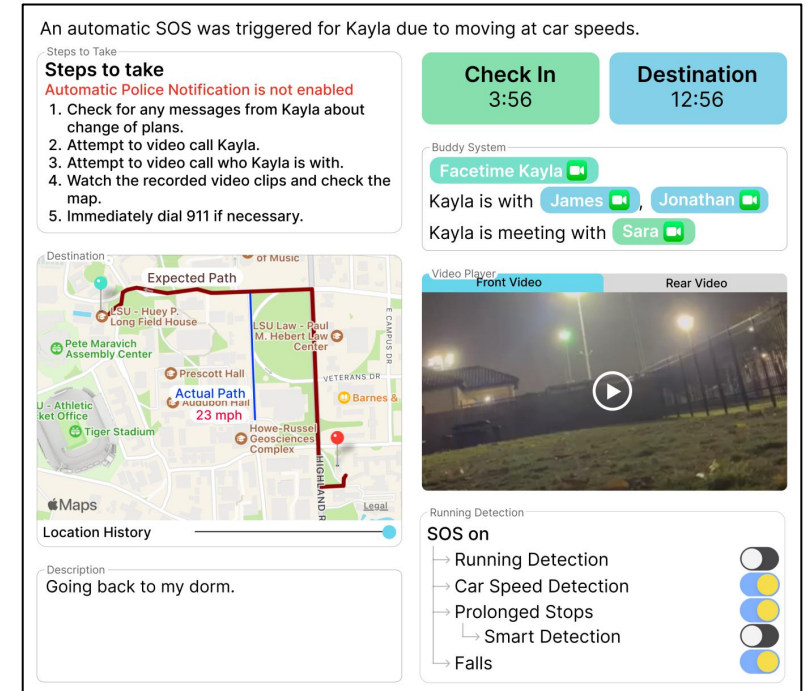 An automatic SOS was triggered for Kayla due to moving at car speeds.
Steps to Take
Steps to take
Automatic Police Notification is not enabled
1. Check for any messages from Kayla about
change of plans.
2. Attempt to video call Kayla.
3. Attempt to video call who Kayla is with.
4. Watch the recorded video clips and check the
map.
5. Immediately dial 911 if necessary.
Check In
3:56
Destination
12:56
Buddy System
Facetime Kayla
Kayla is with James , Jonathan
Kayla is meeting with Sara
Destination
of Music
Expected Path
LSU - Huey P.
Long Field House
LSU Law - Paul
M. Hebert Law
Center
E CAMPUS DR
Pete Maravich
Assembly Center
Prescott Hall
VETERANS DR
Actual Path
Audubon Hall
23 mph
Barnes &
U - Athletic
ket Office
Tiger Stadium
Howe-Russel
Geosciences
Complex
HIGHLAND R
Maps
Legal
Location History
Video Player
Front Video
Rear Video
Description
Going back to my dorm.
Running Detection
SOS on
Running Detection
Car Speed Detection
Prolonged Stops
Smart Detection
Falls